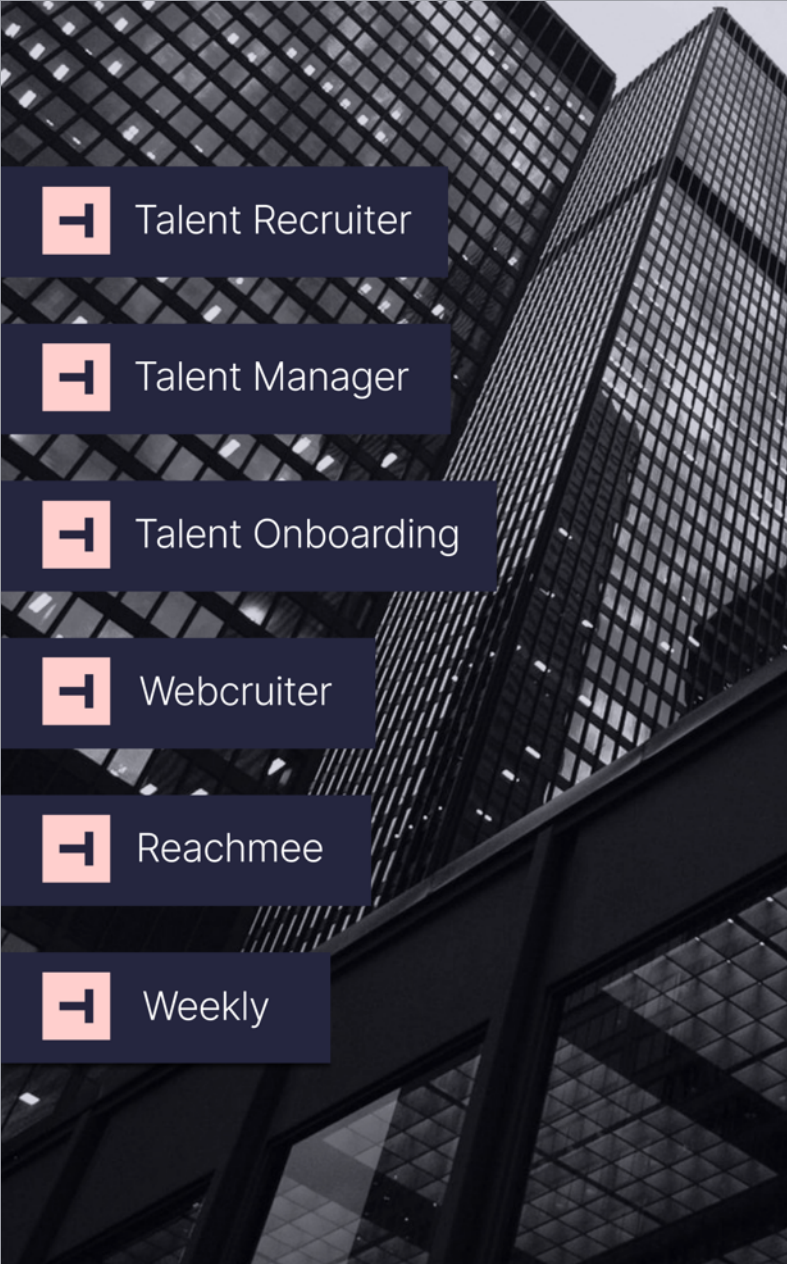 Talent Recruiter
Talent Manager
Talent Onboarding
Webcruiter
Reachmee
Weekly